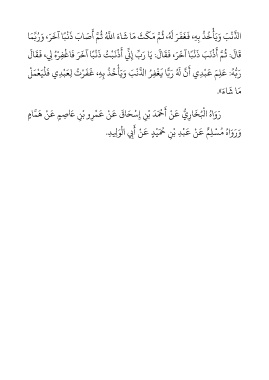 الذَّنْبَ وَيَأْخُذُ بِهِ، فَغَفَرَ لَهُ، ثُمَّ مَكَثَ مَا شَاءَ اللهُ ثُمَّ أَصَابَ ذَنْبًا آخَرَ، وَرُبَّمَا
قَالَ: ثُمَّ أَذْنَبَ ذَنْبًا آخَرَ، فَقَالَ: يَا رَبِّ إِنِّي أَذْنَبْتُ ذَنْبًا آخَرَ فَاغْفِرْهُ لِي، فَقَالَ
رَبُّهُ: عَلِمَ عَبْدِي أَنَّ لَهُ رَبًّا يَغْفِرُ الذَّنْبَ وَيَأْخُذُ بِهِ، غَفَرْتُ لِعَبْدِي فَلْيَعْمَلْ
مَا شَاءَ».
رَوَاهُ الْبُخَارِيُّ عَنْ أَحْمَدَ بْنِ إِسْحَاقَ عَنْ عَمْرِو بْنِ عَاصِمٍ عَنْ هَمَّامٍ
وَرَوَاهُ مُسْلِمٌ عَنْ عَبْدِ بْنِ حُمَيْدٍ عَنْ أَبِي الْوَلِيدِ.